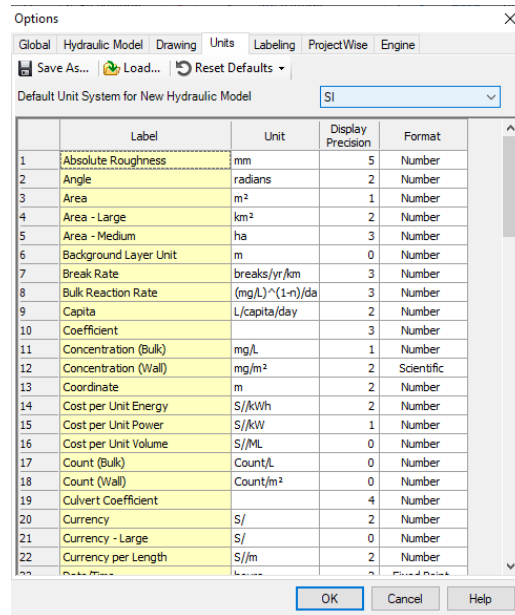 Options
Global Hydraulic Model Drawing Units Labeling ProjectWise Engine
Save As... Load... Reset Defaults
Default Unit System for New Hydraulic Model SI
Label Unit Display Precision Format
1 Absolute Roughness mm 5 Number
2 Angle radians 2 Number
3 Area m² 1 Number
4 Area - Large km² 2 Number
5 Area - Medium ha 3 Number
6 Background Layer Unit m 0 Number
7 Break Rate breaks/yr/km 3 Number
8 Bulk Reaction Rate (mg/L)^(1-n)/da 3 Number
9 Capita L/capita/day 2 Number
10 Coefficient 3 Number
11 Concentration (Bulk) mg/L 1 Number
12 Concentration (Wall) mg/m² 2 Scientific
13 Coordinate m 2 Number
14 Cost per Unit Energy S//kWh 2 Number
15 Cost per Unit Power S//kW 1 Number
16 Cost per Unit Volume S//ML 0 Number
17 Count (Bulk) Count/L 0 Number
18 Count (Wall) Count/m² 0 Number
19 Culvert Coefficient 4 Number
20 Currency S/ 2 Number
21 Currency - Large S/ 0 Number
22 Currency per Length S//m 2 Number
OK Cancel Help